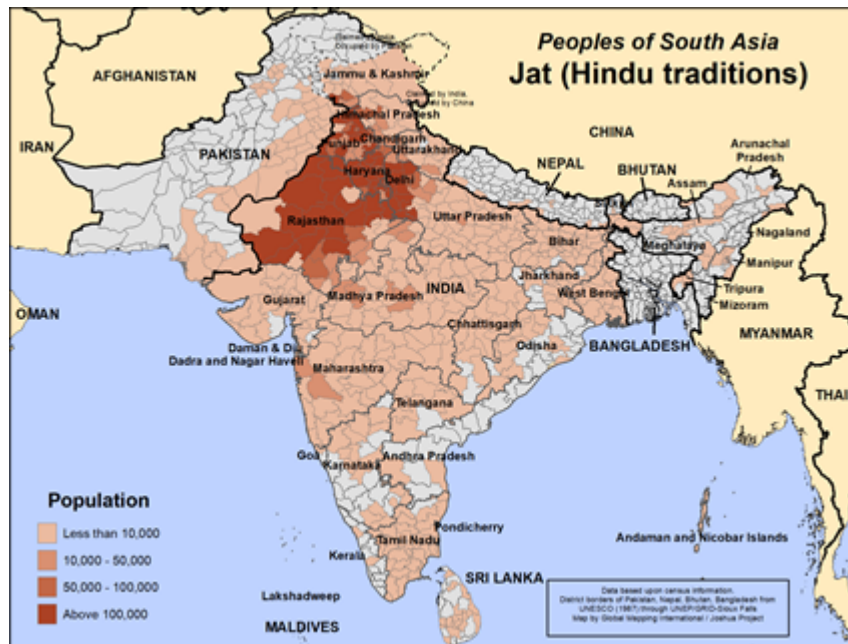 Peoples of South Asia
Jat (Hindu traditions)
AFGHANISTAN
Jammu & Kashmir
Claimed by India,
Himachal Pradesh
CHINA
IRAN
PAKISTAN
Punjab
Chandigarh
Uttarakhand
Arunachal
Pradesh
NEPAL
BHUTAN
Haryana
Delhi
Assam
Rajasthan
Uttar Pradesh
Bihar
Meghalaya
Nagaland
Manipur
Jharkhand
INDIA
Gujarat
Madhya Pradesh
West Bengal
Tripura
Mizoram
OMAN
Chhattisgarh
MYANMAR
Daman & Diu
BANGLADESH
Odisha
Dadra and Nagar Haveli
Maharashtra
THAI
Telangana
Goa
Karnataka
Andhra Pradesh
Population
Less than 10,000
10,000 - 50,000
50,000 - 100,000
Above 100,000
Pondicherry
Andaman and Nicobar Islands
Tamil Nadu
Kerala
SRI LANKA
Lakshadweep
MALDIVES
Data based upon census information.
District borders of Pakistan, Nepal, Bhutan, Bangladesh from
UNESCO (1987) through UNEP/GRID-Sioux Falls
Map by Global Mapping International / Joshua Project